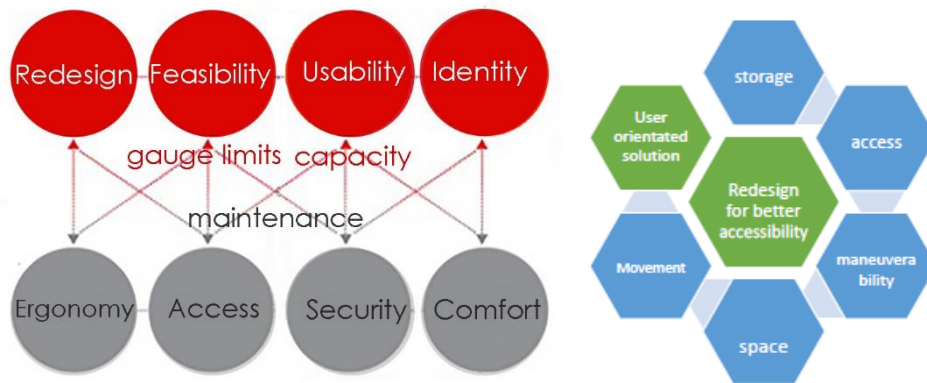 Redesign
Feasibility
Usability
Identity
gauge limits
capacity
maintenance
Ergonomy
Access
Security
Comfort
storage
User
orientated
solution
access
Redesign
for better
accessibility
Movement
maneuvera
bility
space